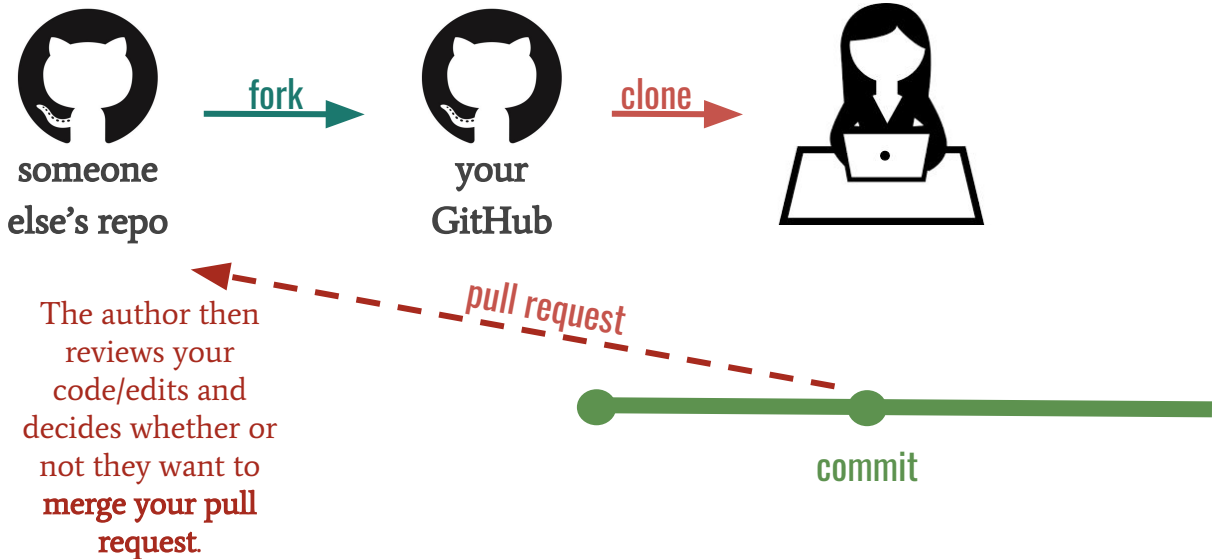 fork
clone
someone
else's repo
your
GitHub
pull request
The author then
reviews your
code/edits and
decides whether or
not they want to
merge your pull
request.
commit